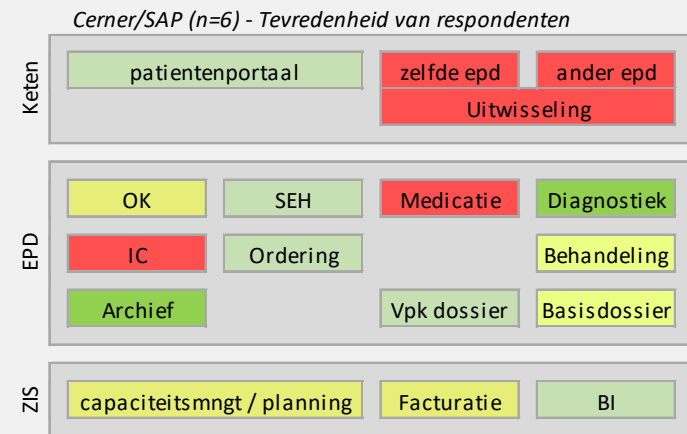 Cerner/SAP (n=6) - Tevredenheid van respondenten
Keten
patientenportaal
zelfde epd
ander epd
Uitwisseling
EPD
OK
SEH
Medicatie
Diagnostiek
IC
Ordering
Behandeling
Archief
Vpk dossier
Basisdossier
ZIS
capaciteitsmngt / planning
Facturatie
BI